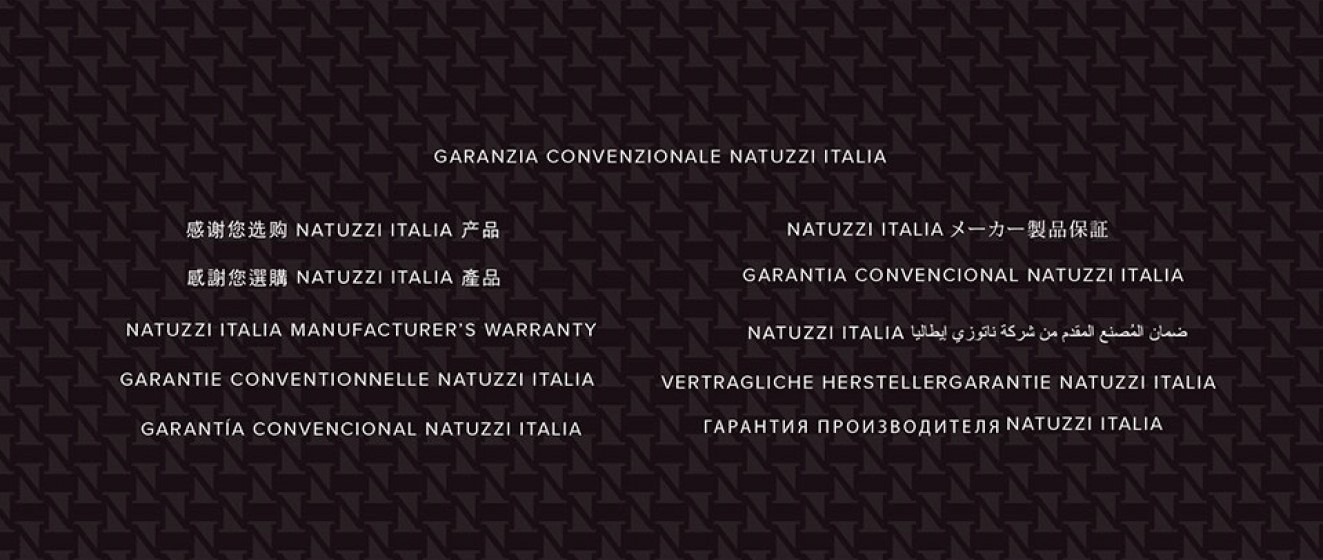 GARANZIA CONVENZIONALE NATUZZI ITALIA
感谢您选购 NATUZZI ITALIA 产品
感謝您選購 NATUZZI ITALIA 產品
NATUZZI ITALIA MANUFACTURER'S WARRANTY
GARANTIE CONVENTIONNELLE NATUZZI ITALIA
GARANTÍA CONVENCIONAL NATUZZI ITALIA
NATUZZI ITALIA メーカー製品保証
GARANTIA CONVENCIONAL NATUZZI ITALIA
NATUZZI ITALIA ضمان المُصنع المقدم من شركة ناتوزي إيطاليا
VERTRAGLICHE HERSTELLERGARANTIE NATUZZI ITALIA
ГАРАНТИЯ ПРОИЗВОДИТЕЛЯ NATUZZI ITALIA